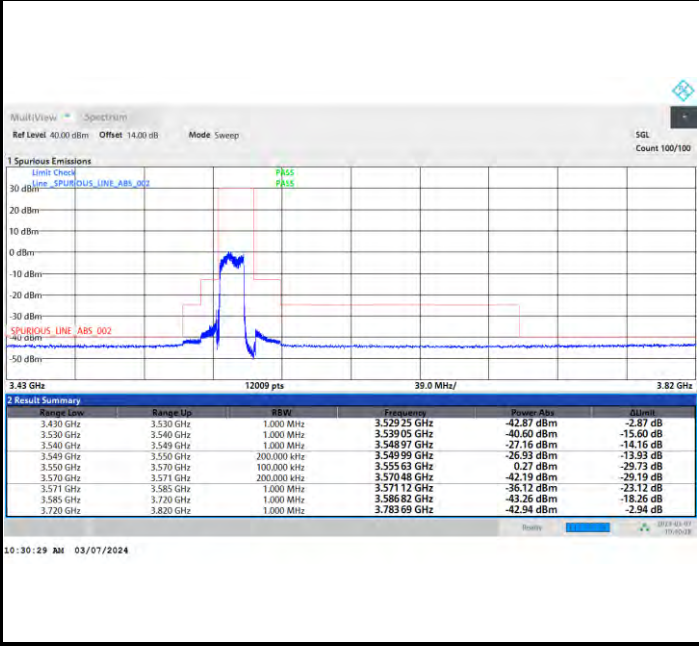 MultiView Spectrum
Ref Level 40.00 dBm Offset 14.00 dB Mode Sweep SGL
Count 100/100
1 Spurious Emissions
Limit Check PASS
Line _SPURIOUS_LINE_ABS_002 PASS
30 dBm
20 dBm
10 dBm
0 dBm
-10 dBm
-20 dBm
-30 dBm
SPURIOUS_LINE_ABS_002
-40 dBm
-50 dBm
3.43 GHz 12009 pts 39.0 MHz/ 3.82 GHz
2 Result Summary
Range Low Range Up RBW Frequency Power Abs ΔLimit
3.430 GHz 3.530 GHz 1.000 MHz 3.529 25 GHz -42.87 dBm -2.87 dB
3.530 GHz 3.540 GHz 1.000 MHz 3.539 05 GHz -40.60 dBm -15.60 dB
3.540 GHz 3.549 GHz 1.000 MHz 3.548 97 GHz -27.16 dBm -14.16 dB
3.549 GHz 3.550 GHz 200.000 kHz 3.549 99 GHz -26.93 dBm -13.93 dB
3.550 GHz 3.570 GHz 100.000 kHz 3.555 63 GHz 0.27 dBm -29.73 dB
3.570 GHz 3.571 GHz 200.000 kHz 3.570 48 GHz -42.19 dBm -29.19 dB
3.571 GHz 3.585 GHz 1.000 MHz 3.571 12 GHz -36.12 dBm -23.12 dB
3.585 GHz 3.720 GHz 1.000 MHz 3.586 82 GHz -43.26 dBm -18.26 dB
3.720 GHz 3.820 GHz 1.000 MHz 3.783 69 GHz -42.94 dBm -2.94 dB
Ready
10:30:29 AM 03/07/2024